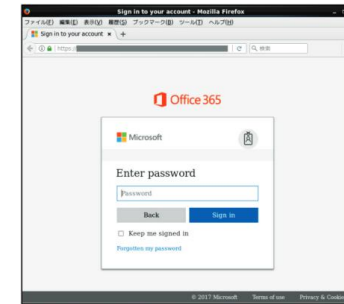 Sign in to your account - Mozilla Firefox
ファイル(F) 編集(E) 表示(V) 履歴(S) ブックマーク(B) ツール(T) ヘルプ(H)
Sign in to your account × +
https://
検索
Office 365
Microsoft
Enter password
Password
Back Sign in
Keep me signed in
Forgotten my password
© 2017 Microsoft Terms of use Privacy & Cookie